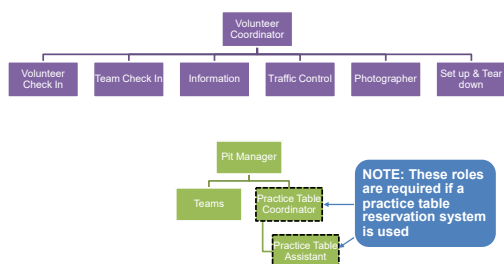 Volunteer
Coordinator
Volunteer
Check In
Team Check In
Information
Traffic Control
Photographer
Set up & Tear
down
Pit Manager
Teams
Practice Table
Coordinator
Practice Table
Assistant
NOTE: These roles
are required if a
practice table
reservation system
is used